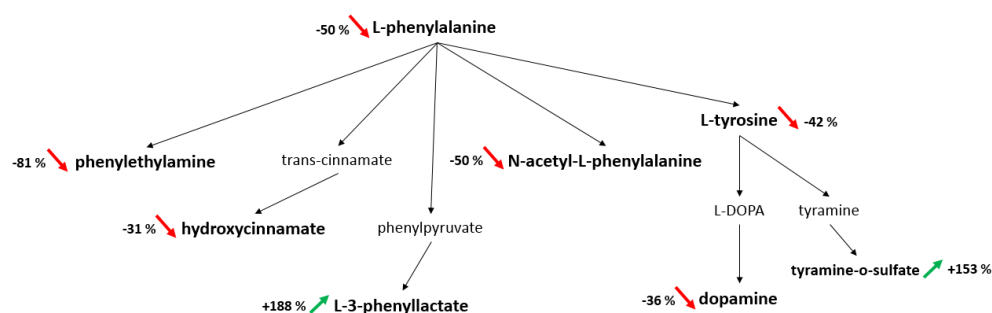 -50 % L-phenylalanine
L-tyrosine -42 %
-81 % phenylethylamine
trans-cinnamate
-50 % N-acetyl-L-phenylalanine
L-DOPA
tyramine
-31 % hydroxycinnamate
phenylpyruvate
tyramine-o-sulfate +153 %
+188 % L-3-phenyllactate
-36 % dopamine